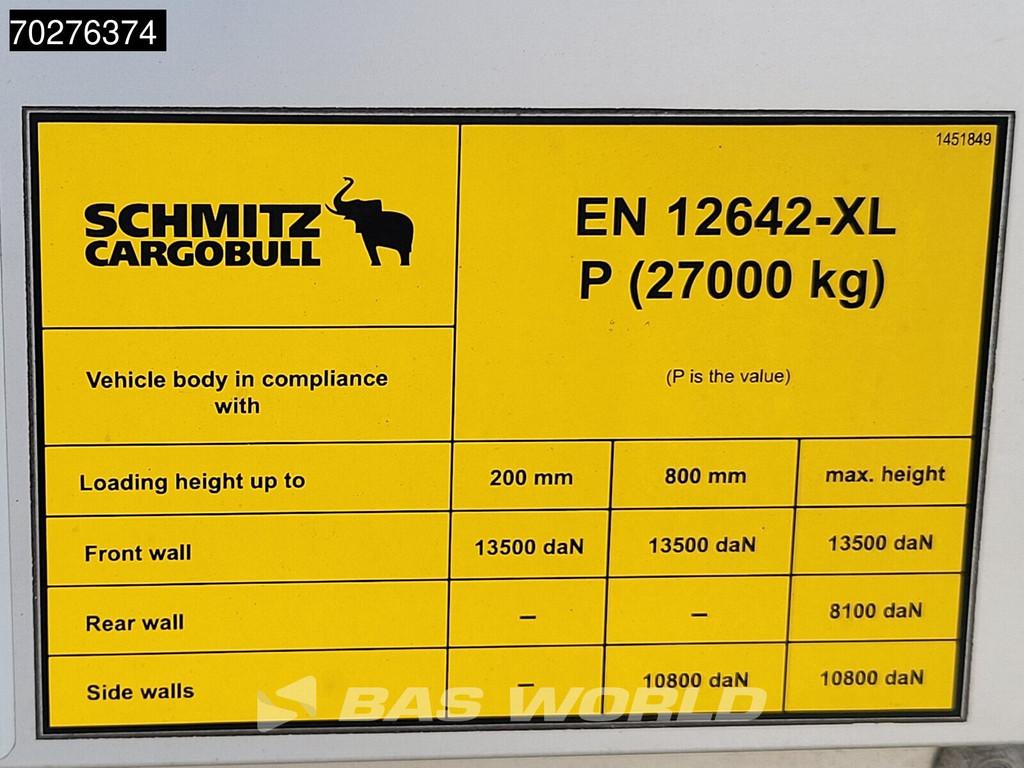 70276374
1451849
SCHMITZ
CARGOBULL
EN 12642-XL
P (27000 kg)
Vehicle body in compliance
with
(P is the value)
Loading height up to 200 mm 800 mm max. height
Front wall 13500 daN 13500 daN 13500 daN
Rear wall – – 8100 daN
Side walls – 10800 daN 10800 daN
BAS WORLD